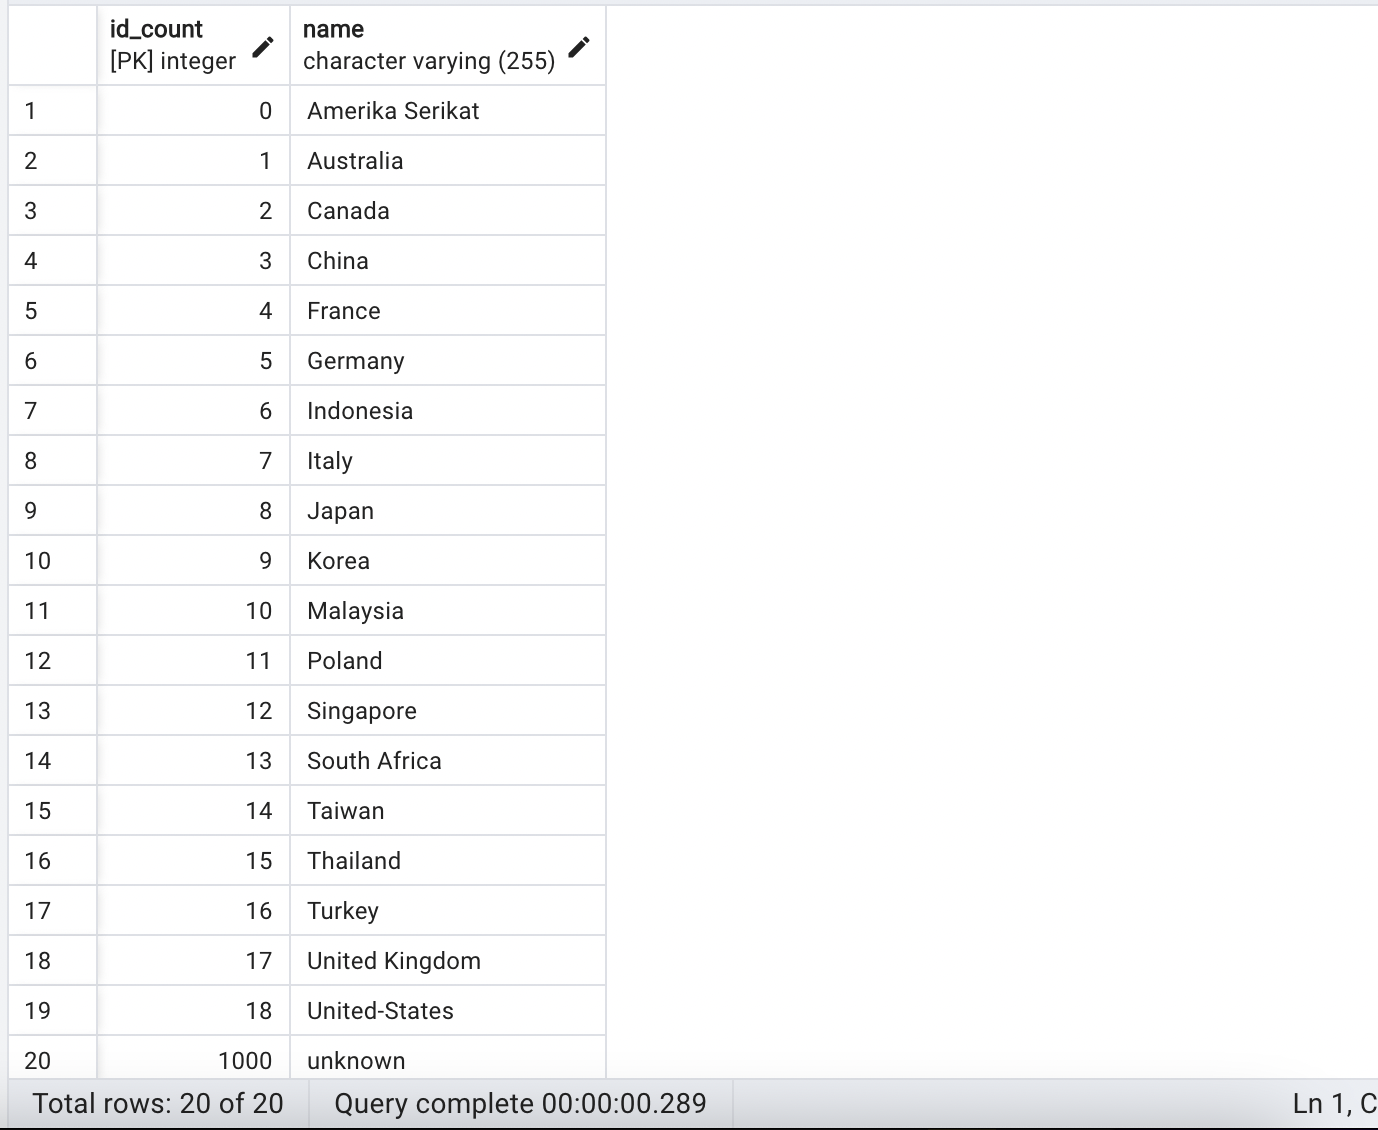 id_count name
[PK] integer character varying (255)
1 0 Amerika Serikat
2 1 Australia
3 2 Canada
4 3 China
5 4 France
6 5 Germany
7 6 Indonesia
8 7 Italy
9 8 Japan
10 9 Korea
11 10 Malaysia
12 11 Poland
13 12 Singapore
14 13 South Africa
15 14 Taiwan
16 15 Thailand
17 16 Turkey
18 17 United Kingdom
19 18 United-States
20 1000 unknown
Total rows: 20 of 20 Query complete 00:00:00.289 Ln 1, C